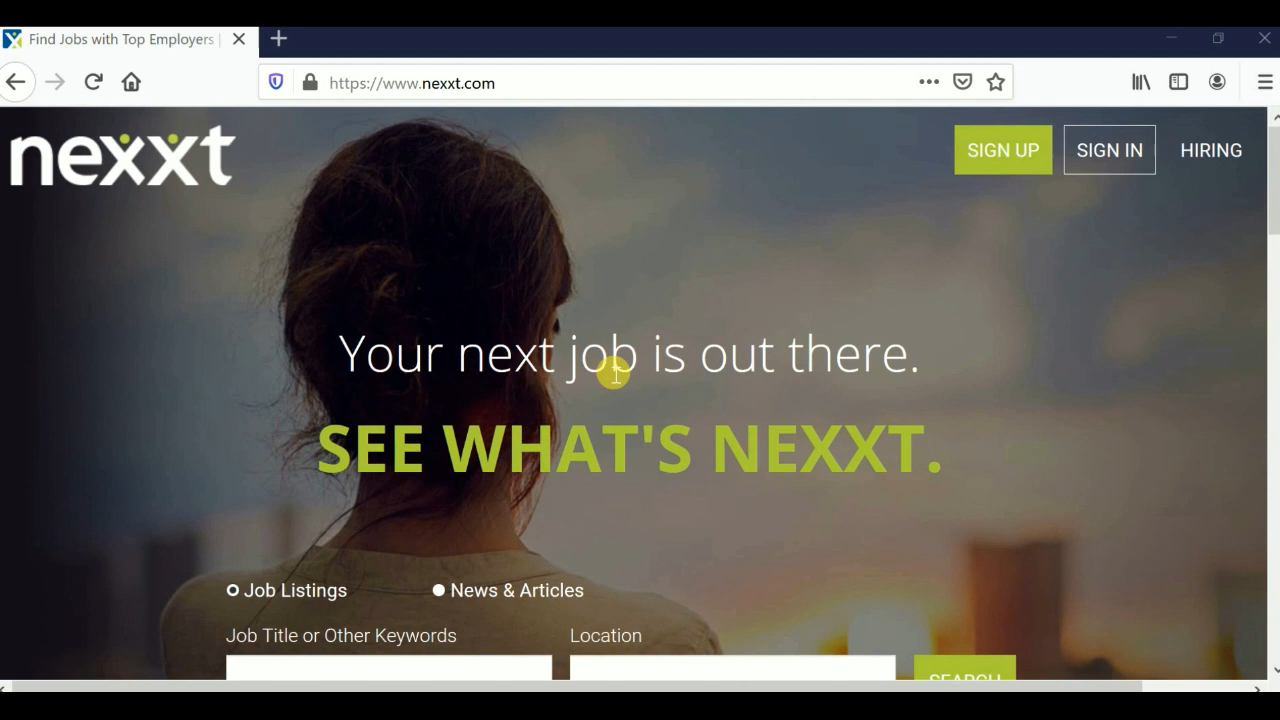 Find Jobs with Top Employers |
https://www.nexxt.com
nexxt
SIGN UP
SIGN IN
HIRING
Your next job is out there.
SEE WHAT'S NEXXT.
Job Listings
News & Articles
Job Title or Other Keywords
Location
SEARCH